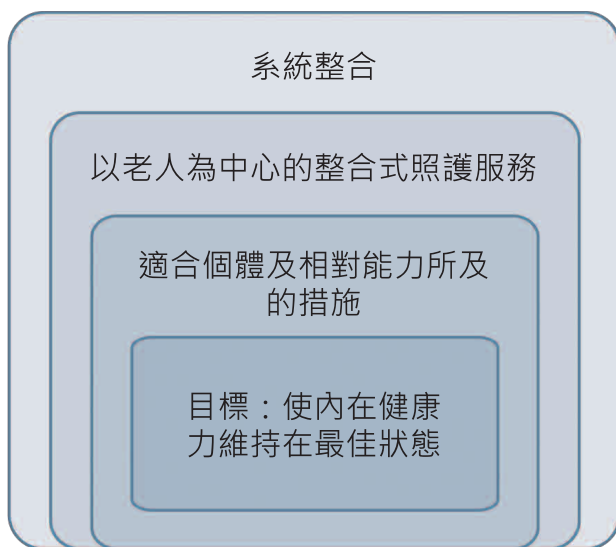 系統整合
以老人為中心的整合式照護服務
適合個體及相對能力所及
的措施
目標：使內在健康
力維持在最佳狀態